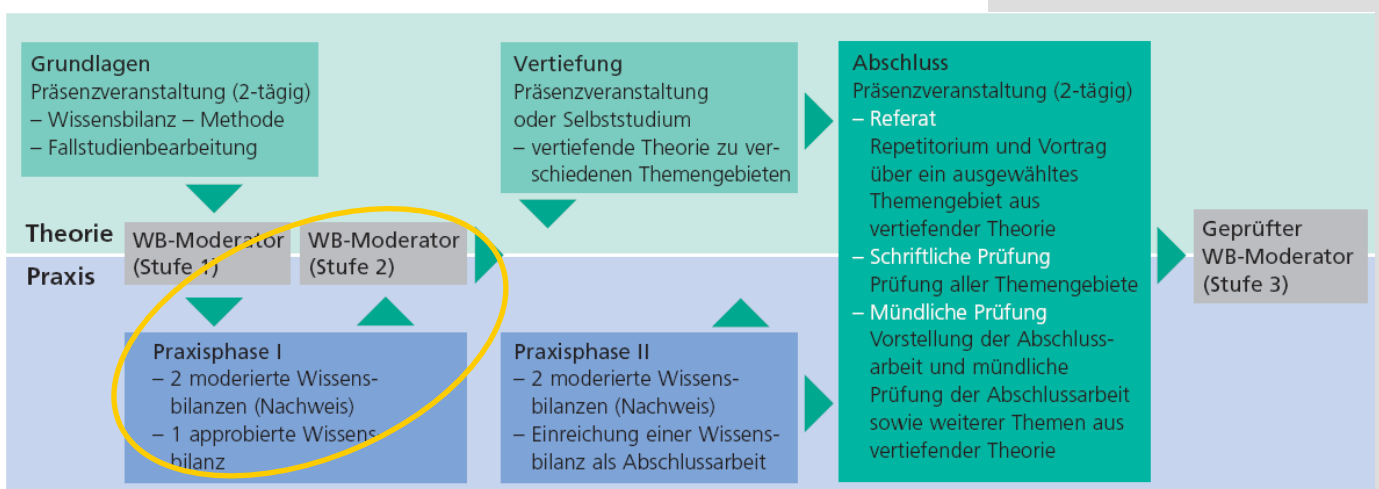 Grundlagen
Präsenzveranstaltung (2-tägig)
– Wissensbilanz – Methode
– Fallstudienbearbeitung
Vertiefung
Präsenzveranstaltung
oder Selbststudium
– vertiefende Theorie zu ver-
schiedenen Themengebieten
Abschluss
Präsenzveranstaltung (2-tägig)
– Referat
Repetitorium und Vortrag
über ein ausgewähltes
Themengebiet aus
vertiefender Theorie
– Schriftliche Prüfung
Prüfung aller Themengebiete
– Mündliche Prüfung
Vorstellung der Abschluss-
arbeit und mündliche
Prüfung der Abschlussarbeit
sowie weiterer Themen aus
vertiefender Theorie
Theorie
Praxis
WB-Moderator
(Stufe 1)
WB-Moderator
(Stufe 2)
Geprüfter
WB-Moderator
(Stufe 3)
Praxisphase I
– 2 moderierte Wissens-
bilanzen (Nachweis)
– 1 approbierte Wissens-
bilanz
Praxisphase II
– 2 moderierte Wissens-
bilanzen (Nachweis)
– Einreichung einer Wissens-
bilanz als Abschlussarbeit